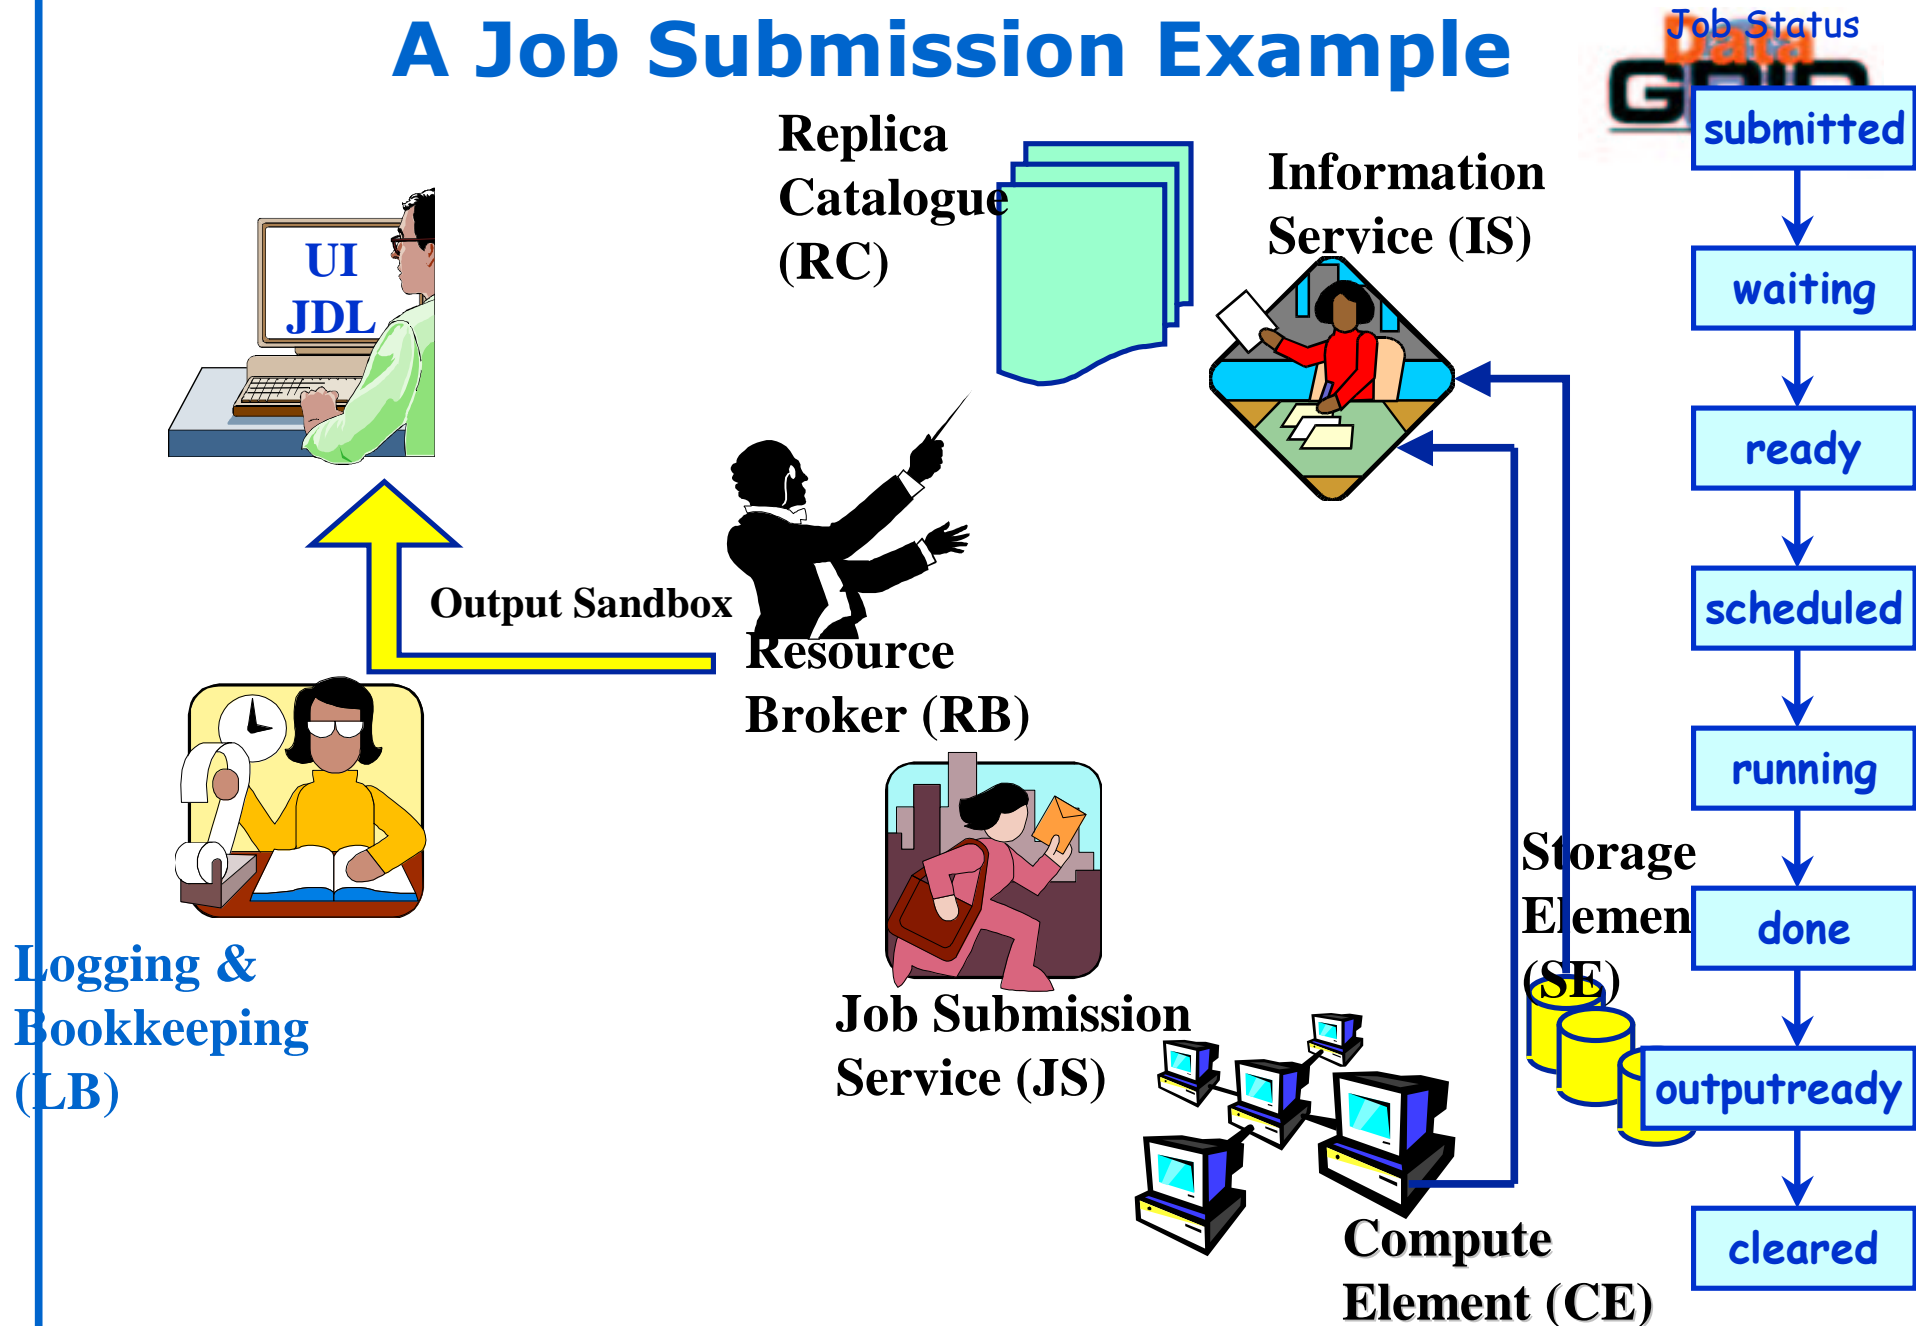 A Job Submission Example
Job Status
Data
GRID
Replica
Catalogue
(RC)
Information
Service (IS)
UI
JDL
Output Sandbox
Resource
Broker (RB)
Logging &
Bookkeeping
(LB)
Job Submission
Service (JS)
Storage
Elemen
(SE)
Compute
Element (CE)
submitted
waiting
ready
scheduled
running
done
outputready
cleared